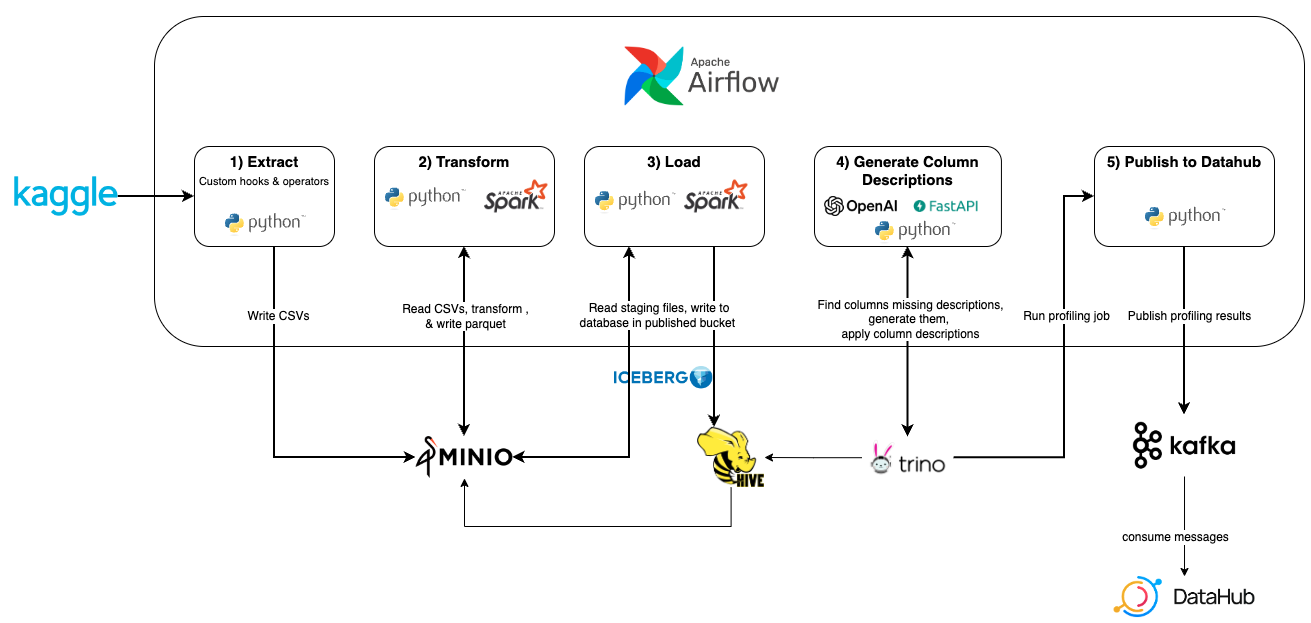 Apache
Airflow
1) Extract
Custom hooks & operators
python
2) Transform
python
APACHE
Spark
3) Load
python
APACHE
Spark
4) Generate Column
Descriptions
OpenAI
FastAPI
python
5) Publish to Datahub
python
kaggle
Write CSVs
Read CSVs, transform ,
& write parquet
Read staging files, write to
database in published bucket
Find columns missing descriptions,
generate them,
apply column descriptions
Run profiling job
Publish profiling results
ICEBERG
MINIO
HIVE
trino
kafka
consume messages
DataHub